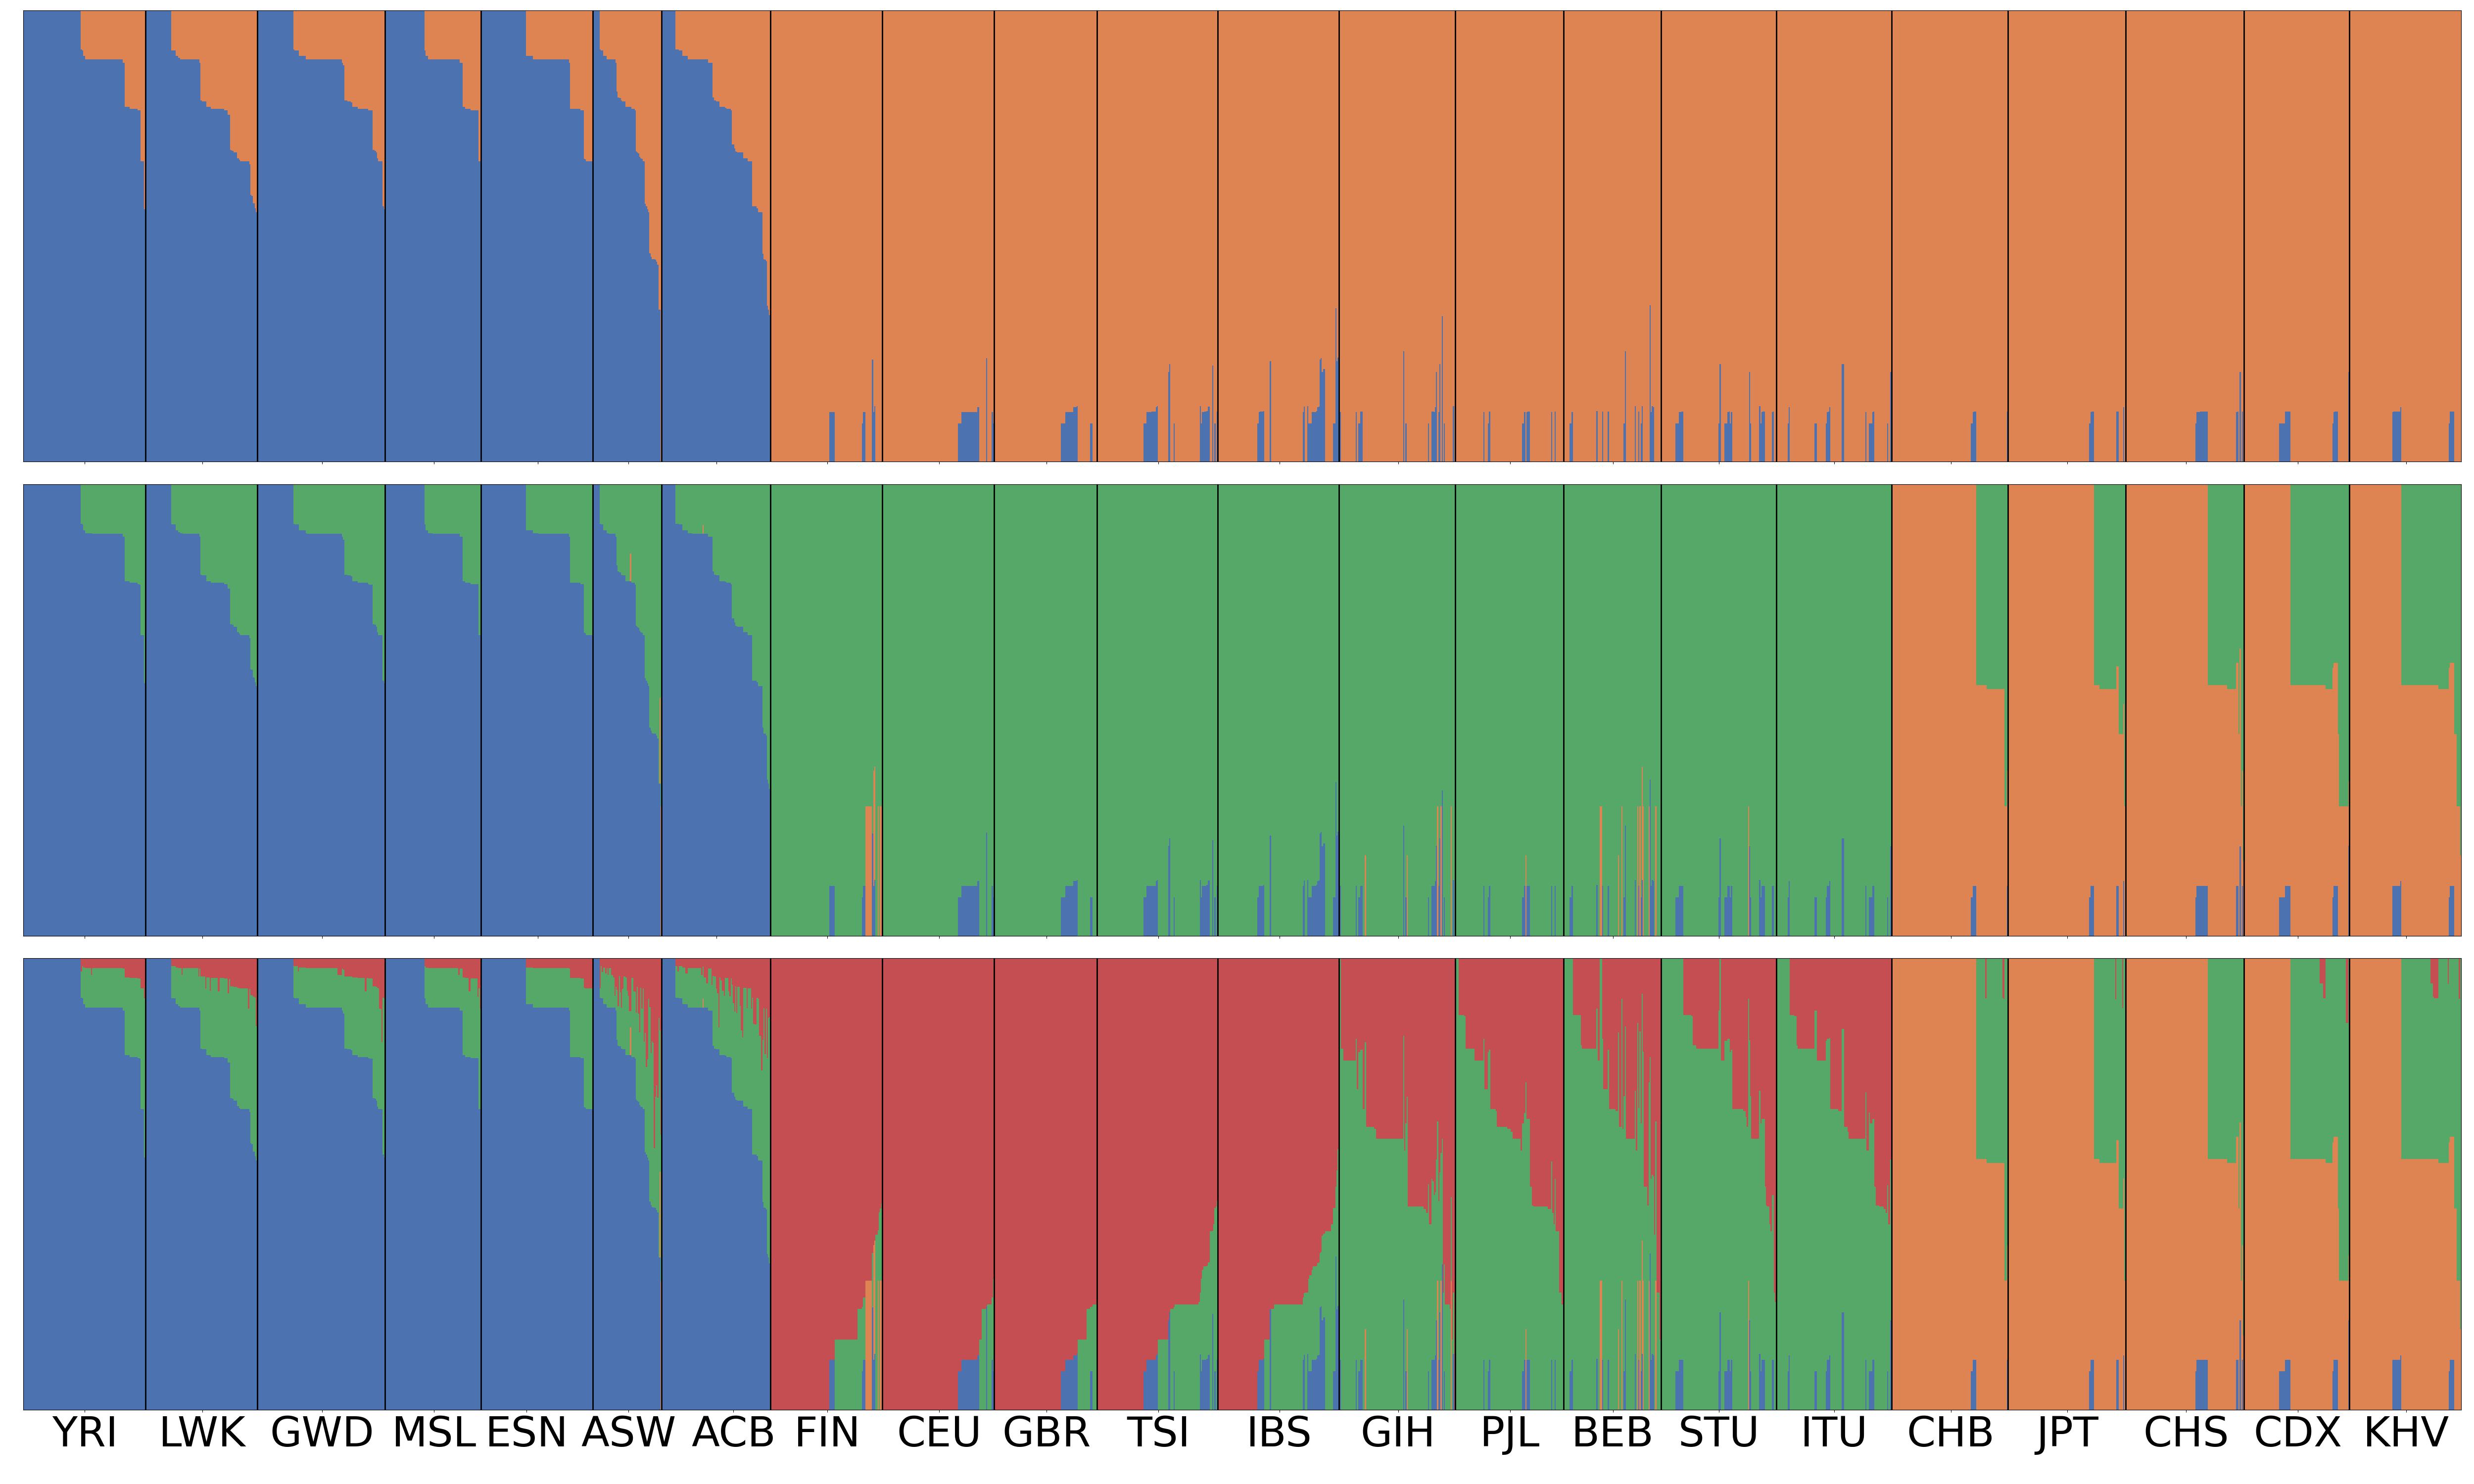 YRI LWK GWD MSL ESN ASW ACB FIN CEU GBR TSI IBS GIH PJL BEB STU ITU CHB JPT CHS CDX KHV